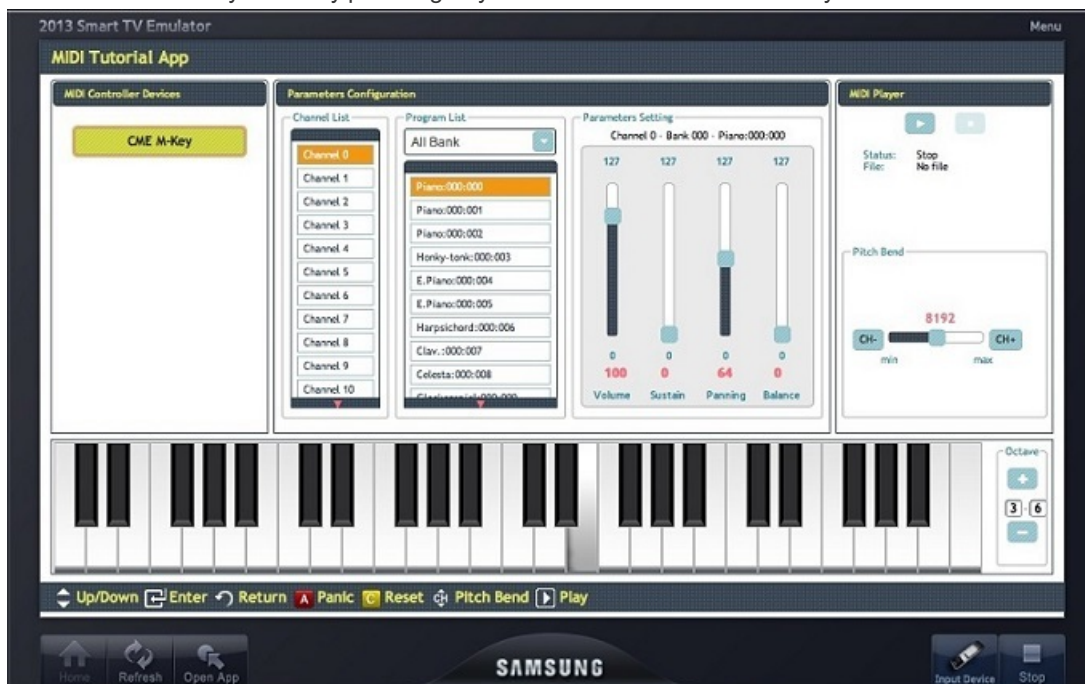 2013 Smart TV Emulator
Menu
MIDI Tutorial App
MIDI Controller Devices
CME M-Key
Parameters Configuration
Channel List
Channel 0
Channel 1
Channel 2
Channel 3
Channel 4
Channel 5
Channel 6
Channel 7
Channel 8
Channel 9
Channel 10
Program List
All Bank
Piano:000:000
Piano:000:001
Piano:000:002
Honky-tonk:000:003
E.Piano:000:004
E.Piano:000:005
Harpsichord:000:006
Clav.:000:007
Celesta:000:008
Parameters Setting
Channel 0 - Bank 000 - Piano:000:000
127 127 127 127
0 0 0 0
100 0 64 0
Volume Sustain Panning Balance
MIDI Player
Status: Stop
File: No file
Pitch Bend
8192
CH- CH+
min max
Octave
+
3 - 6
-
Up/Down Enter Return A Panic C Reset CH Pitch Bend Play
Home Refresh Open App
SAMSUNG
Input Device Stop